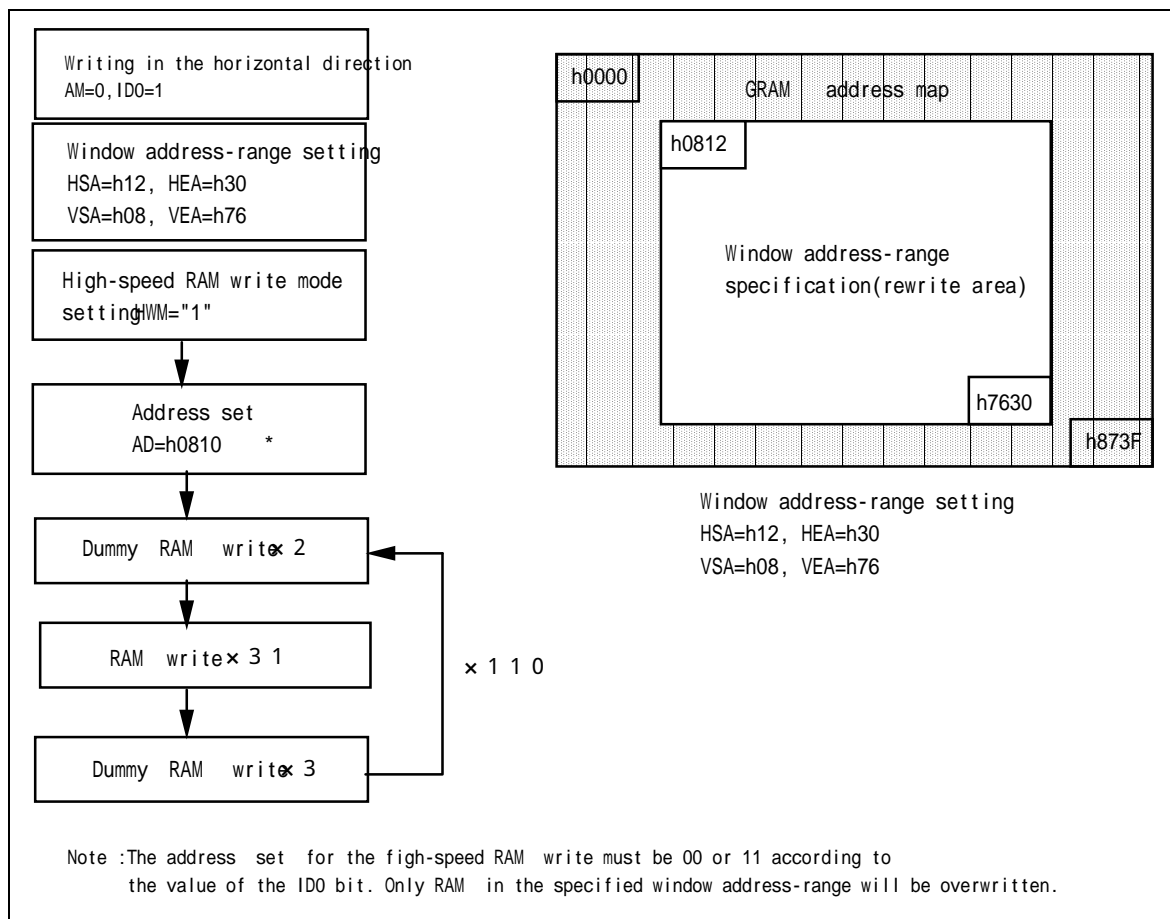 Writing in the horizontal direction
AM=0,ID0=1
Window address-range setting
HSA=h12, HEA=h30
VSA=h08, VEA=h76
High-speed RAM write mode
settingHWM="1"
Address set
AD=h0810 *
Dummy RAM write× 2
RAM write× 3 1
Dummy RAM write× 3
× 1 1 0
h0000
GRAM address map
h0812
Window address-range
specification(rewrite area)
h7630
h873F
Window address-range setting
HSA=h12, HEA=h30
VSA=h08, VEA=h76
Note :The address set for the figh-speed RAM write must be 00 or 11 according to
the value of the ID0 bit. Only RAM in the specified window address-range will be overwritten.